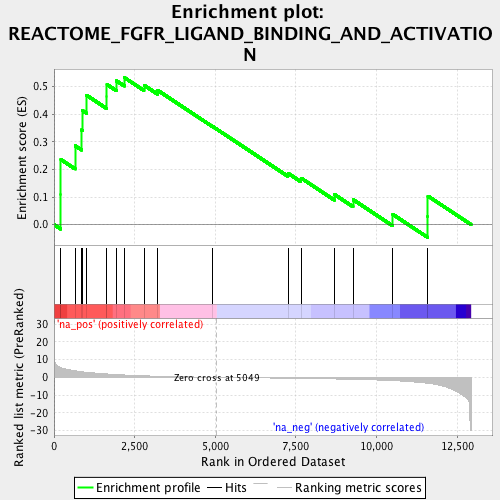 Enrichment plot:
REACTOME_FGFR_LIGAND_BINDING_AND_ACTIVATIO
N
Enrichment score (ES)
0.5
0.4
0.3
0.2
0.1
0.0
'na_pos' (positively correlated)
Ranked list metric (PreRanked)
30
20
10
0
-10
-20
-30
Zero cross at 5049
'na_neg' (negatively correlated)
0
2,500
5,000
7,500
10,000
12,500
Rank in Ordered Dataset
Enrichment profile
Hits
Ranking metric scores